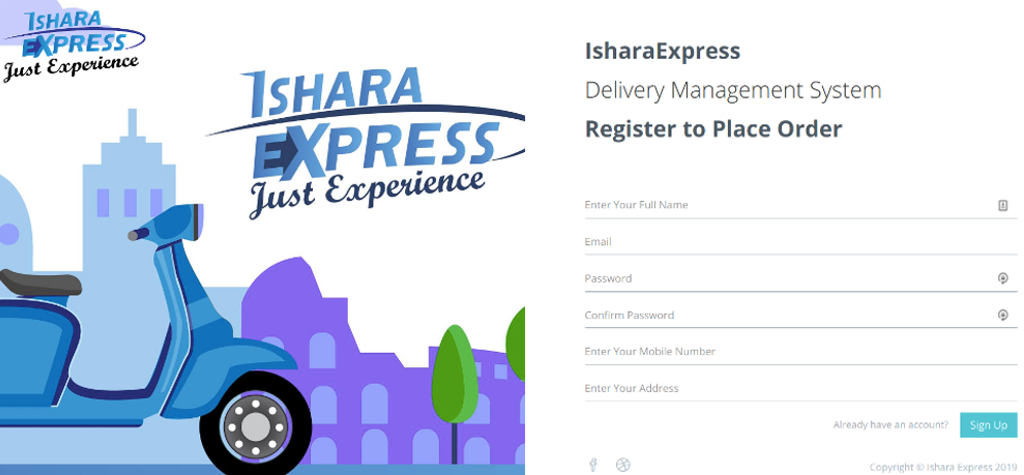 ISHARA
EXPRESS
Just Experience
ISHARA
EXPRESS
Just Experience
IsharaExpress
Delivery Management System
Register to Place Order
Enter Your Full Name
Email
Password
Confirm Password
Enter Your Mobile Number
Enter Your Address
Already have an account?
Sign Up
Copyright © Ishara Express 2019